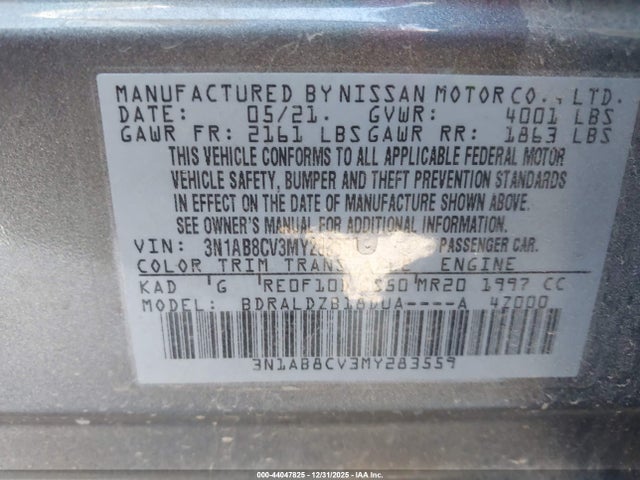 MANUFACTURED BY NISSAN MOTOR CO., LTD.
DATE: 05/21. GVWR: 4001 LBS
GAWR FR: 2161 LBS GAWR RR: 1863 LBS
THIS VEHICLE CONFORMS TO ALL APPLICABLE FEDERAL MOTOR
VEHICLE SAFETY, BUMPER AND THEFT PREVENTION STANDARDS
IN EFFECT ON THE DATE OF MANUFACTURE SHOWN ABOVE.
SEE OWNER'S MANUAL FOR ADDITIONAL INFORMATION.
VIN: PASSENGER CAR.
COLOR TRIM ENGINE
KAD G MR20 1997 CC
MODEL: 4Z000
3N1AB8CV3MY283559
000-44047825 - 12/31/2025 - IAA Inc.